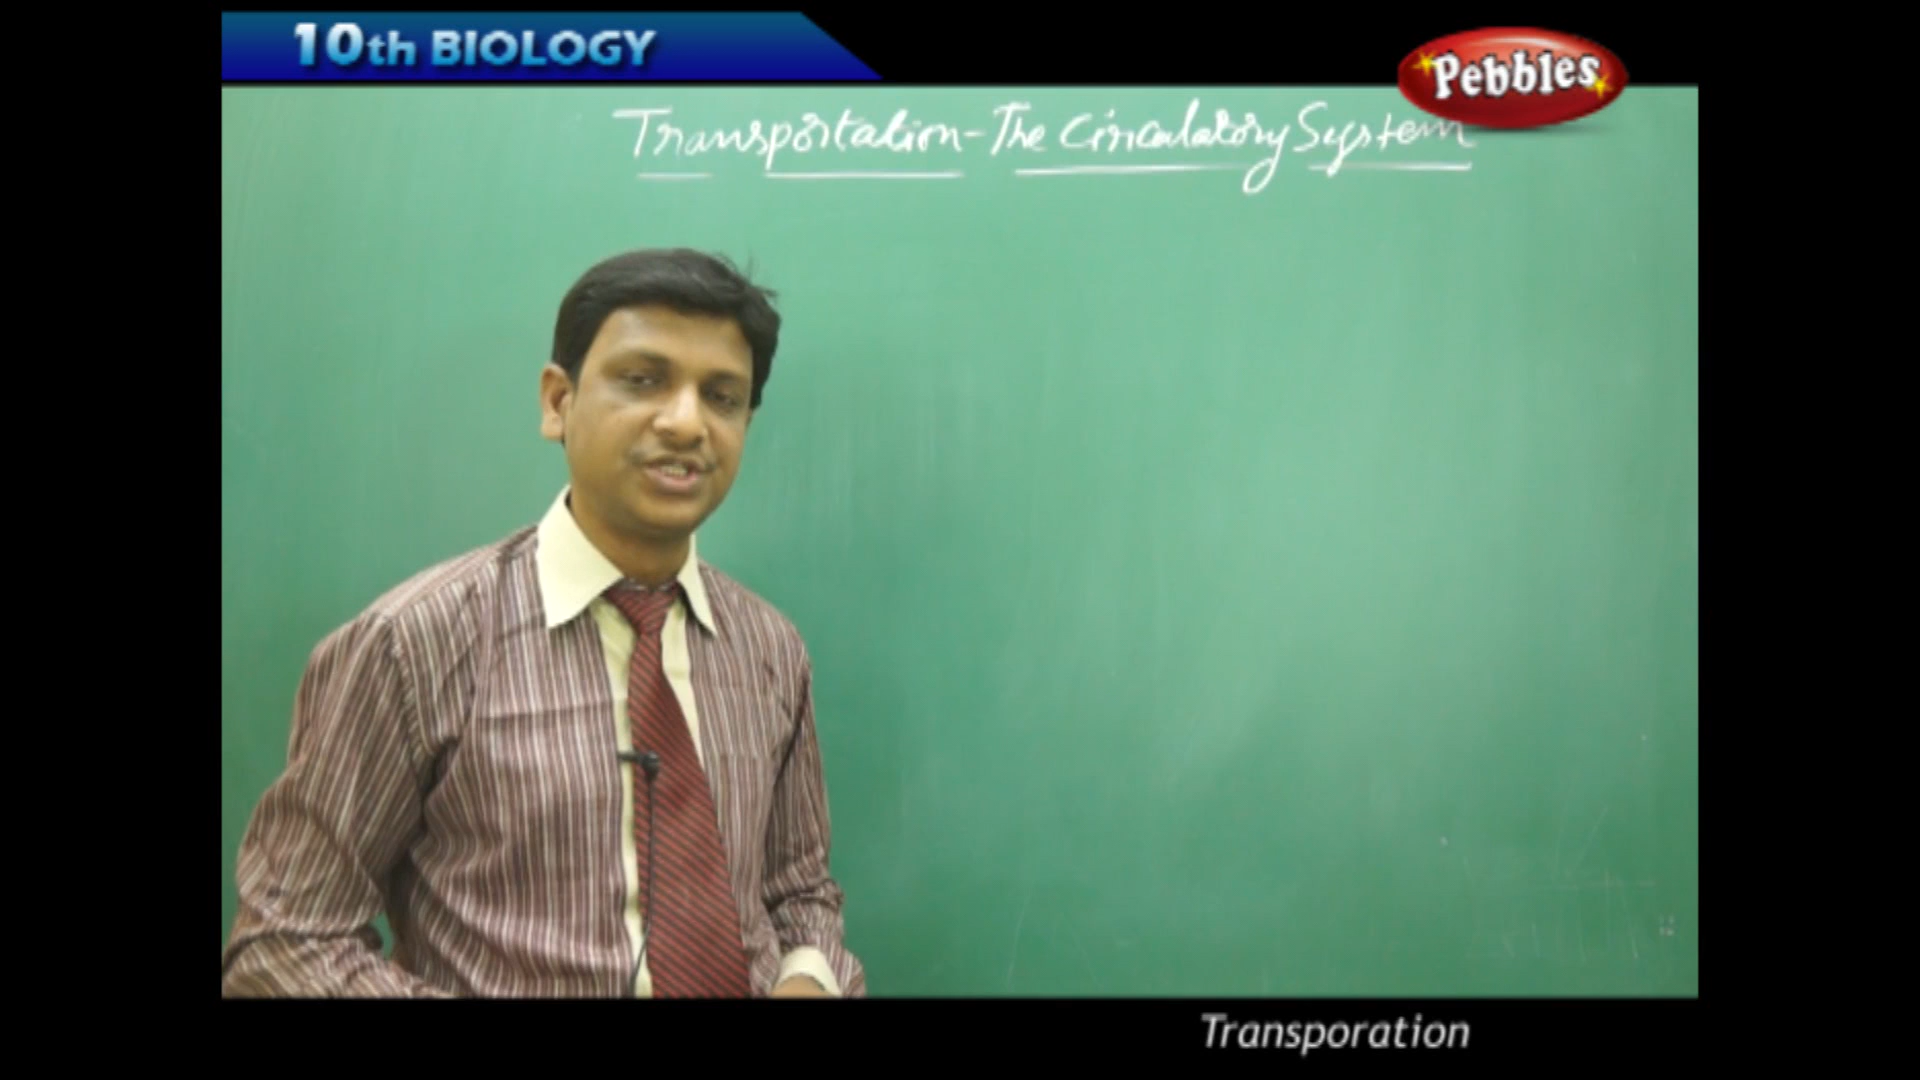 10th BIOLOGY
Pebbles
Transportation - The Circulatory System
Transporation